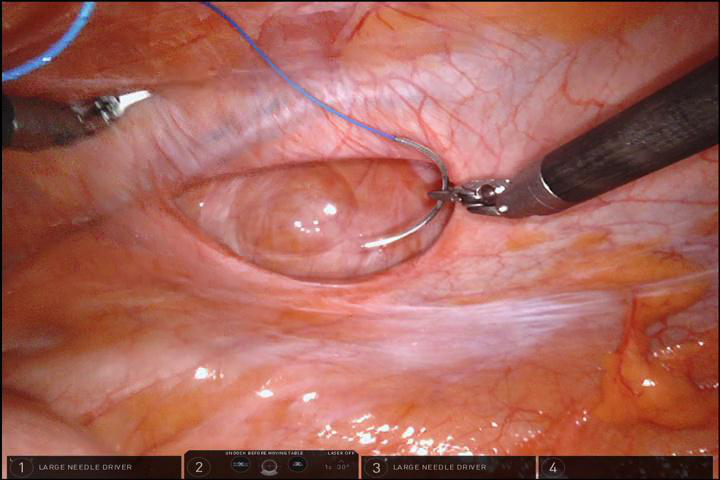 UNDOCK BEFORE MOVING TABLE LASER OFF
1 LARGE NEEDLE DRIVER 2 1x 30° 3 LARGE NEEDLE DRIVER 4